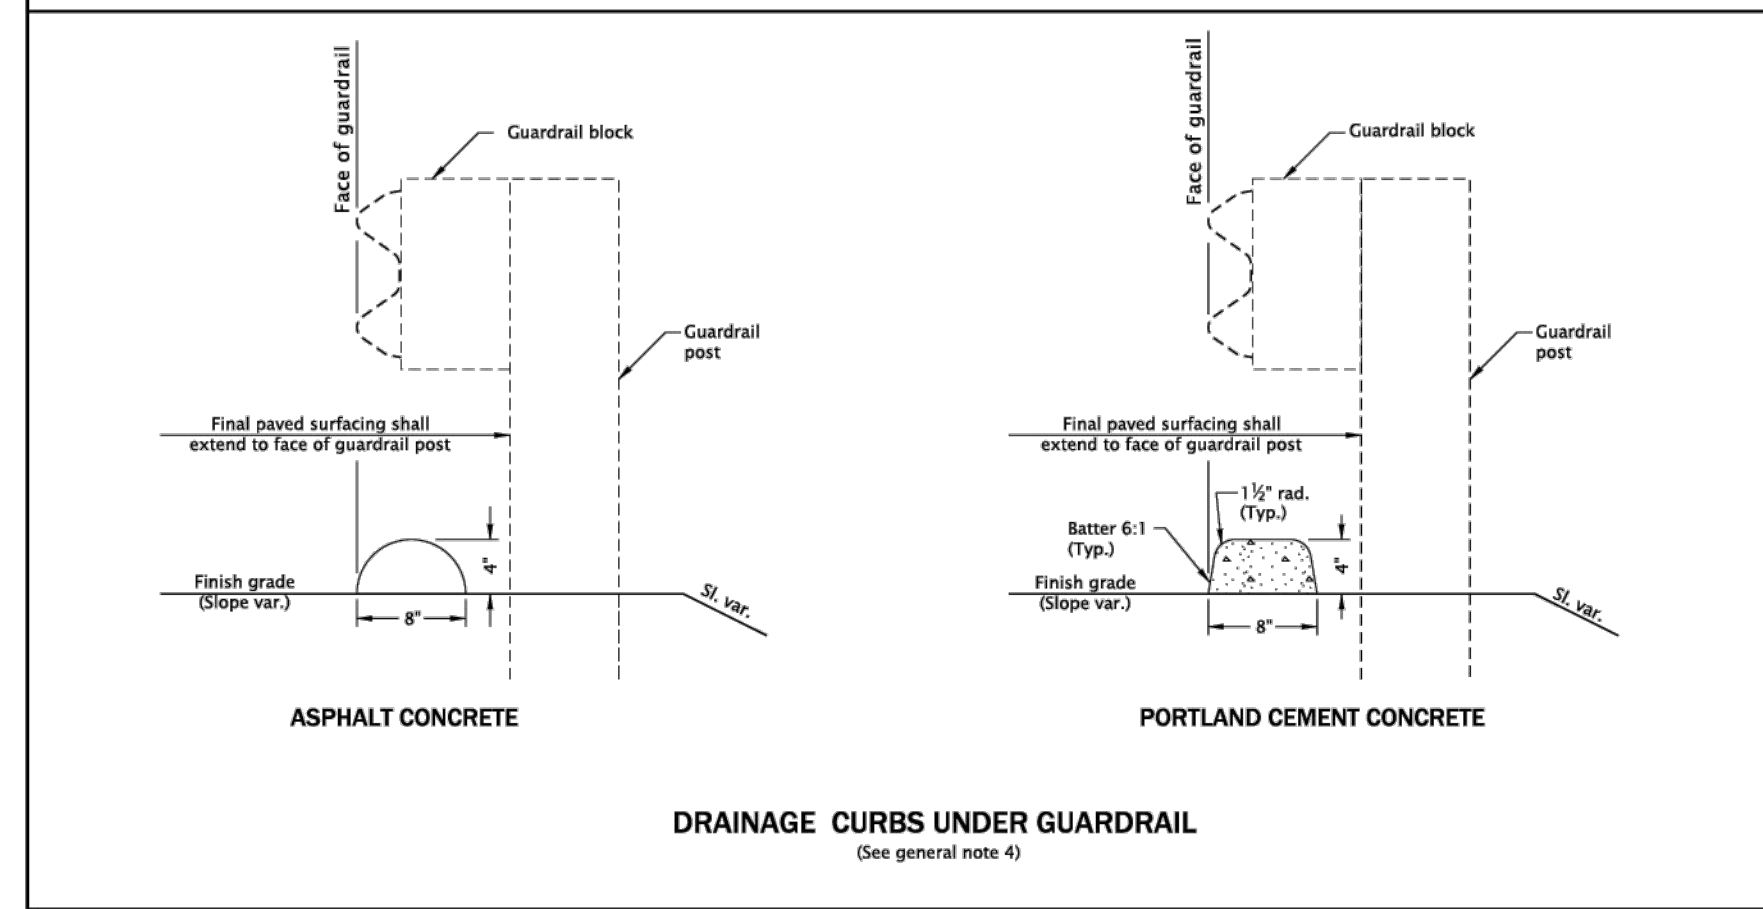 Face of guardrail
Guardrail block
Guardrail
post
Final paved surfacing shall
extend to face of guardrail post
Finish grade
(Slope var.)
4"
8"
Sl. var.
ASPHALT CONCRETE
Face of guardrail
Guardrail block
Guardrail
post
Final paved surfacing shall
extend to face of guardrail post
1½" rad.
(Typ.)
Batter 6:1
(Typ.)
Finish grade
(Slope var.)
4"
8"
Sl. var.
PORTLAND CEMENT CONCRETE
DRAINAGE CURBS UNDER GUARDRAIL
(See general note 4)